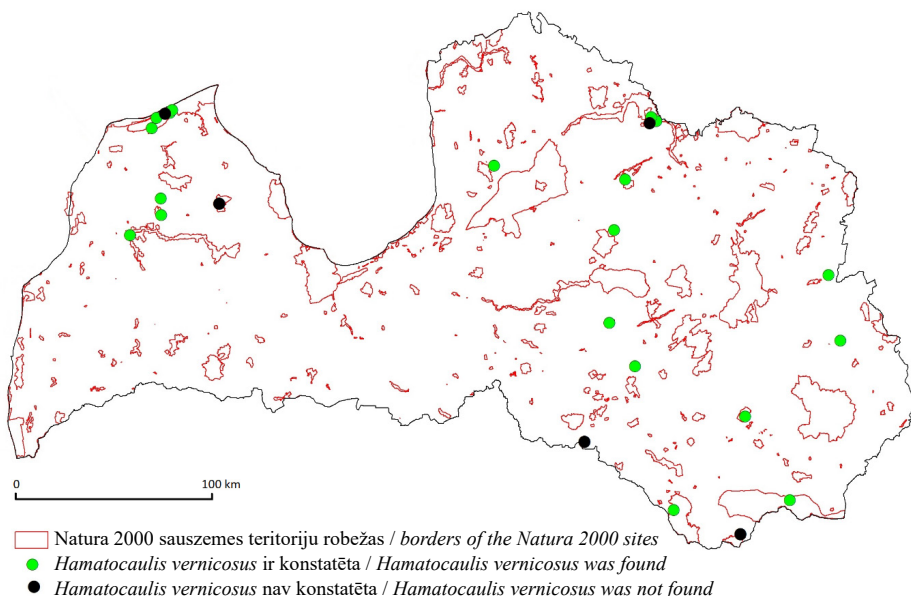 0 100 km
Natura 2000 sauszemes teritoriju robežas / borders of the Natura 2000 sites
Hamatocaulis vernicosus ir konstatēta / Hamatocaulis vernicosus was found
Hamatocaulis vernicosus nav konstatēta / Hamatocaulis vernicosus was not found